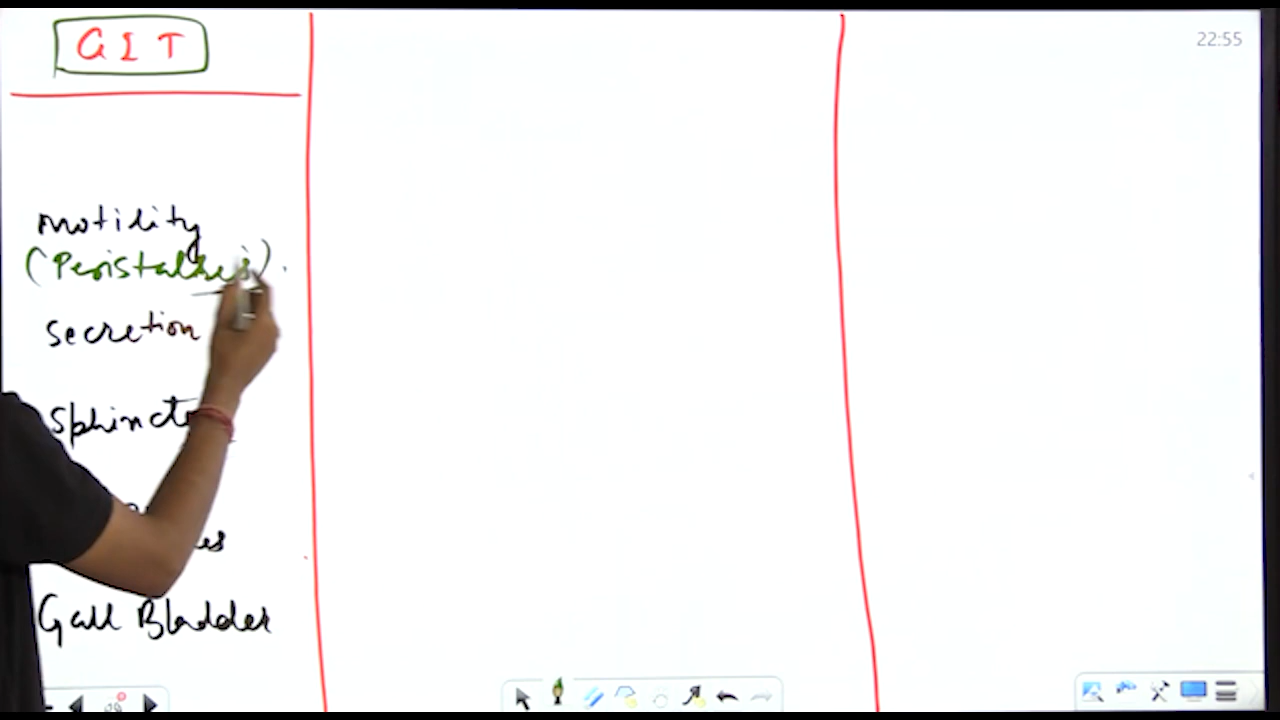 GIT
22:55
motility
(Peristalsis).
Secretion
Gall Bladder